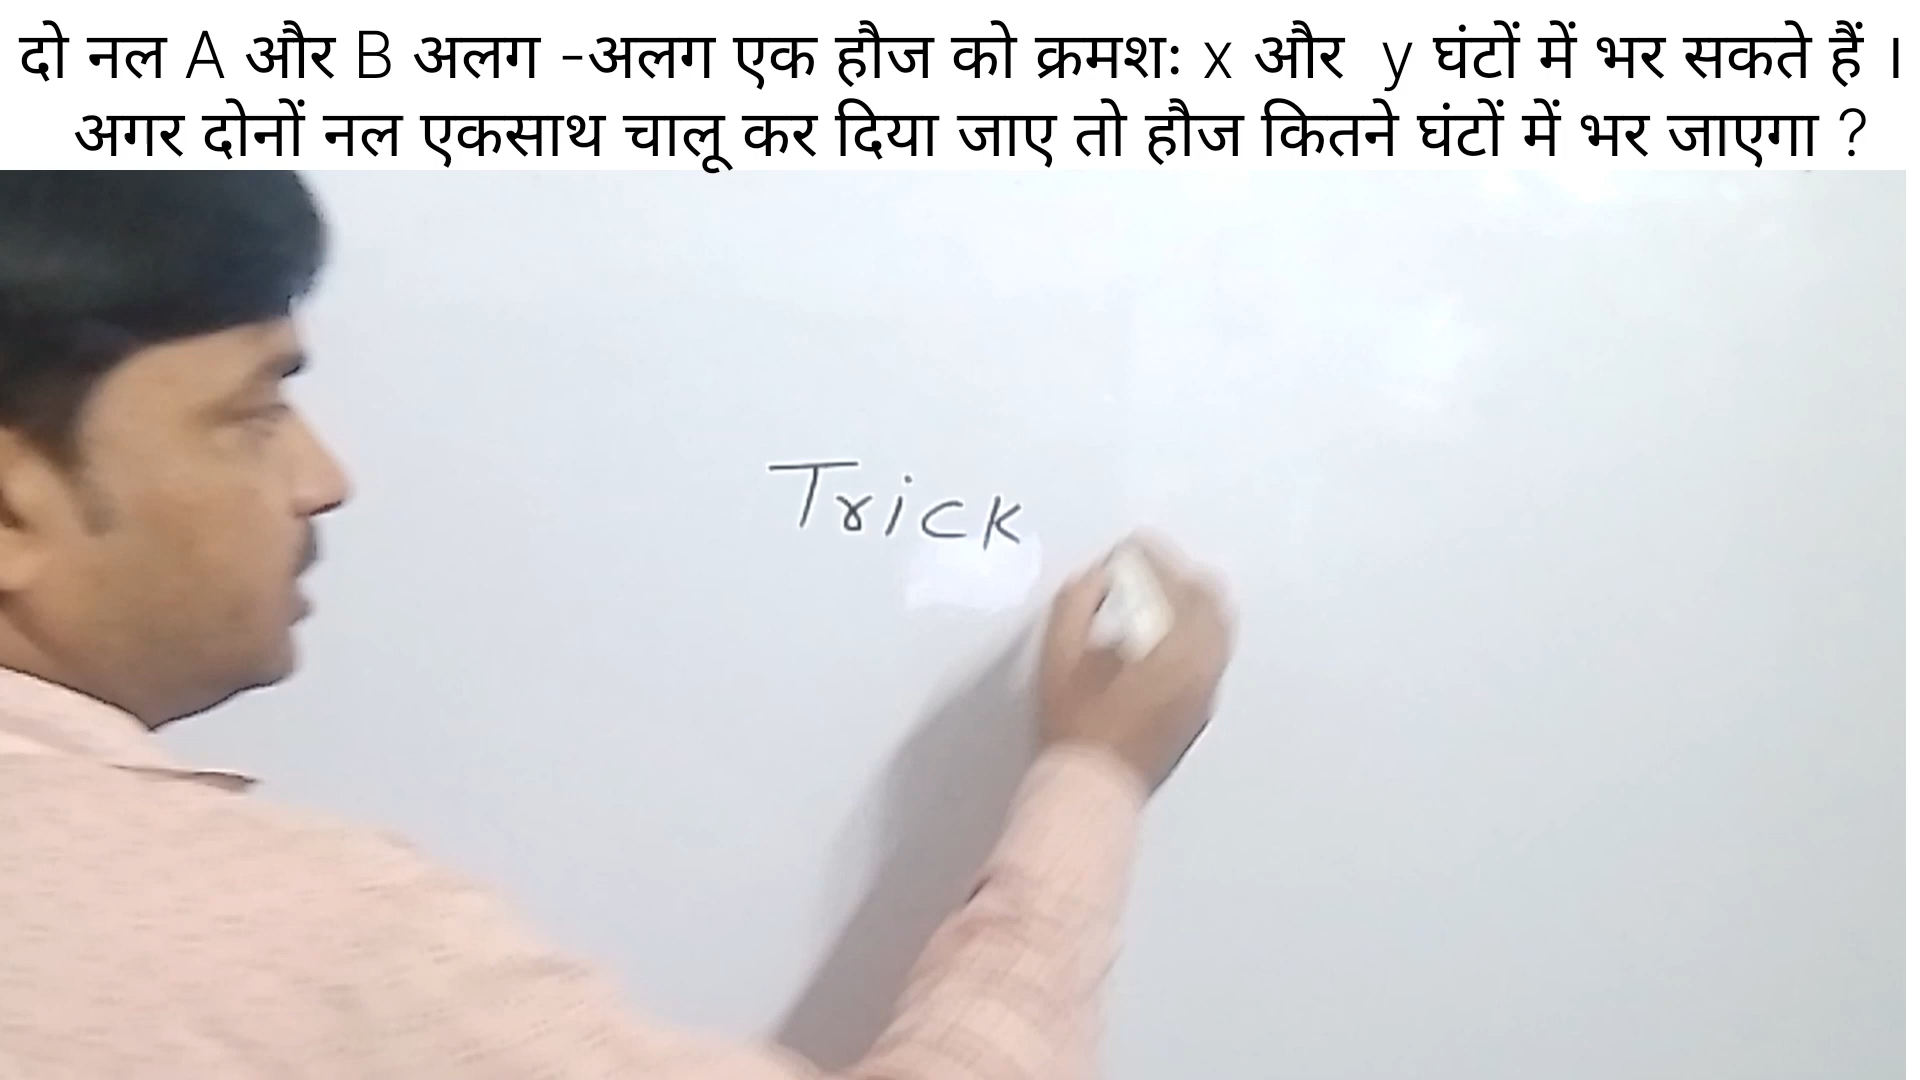 दो नल A और B अलग -अलग एक हौज को क्रमशः x और y घंटों में भर सकते हैं ।
अगर दोनों नल एकसाथ चालू कर दिया जाए तो हौज कितने घंटों में भर जाएगा ?
Trick